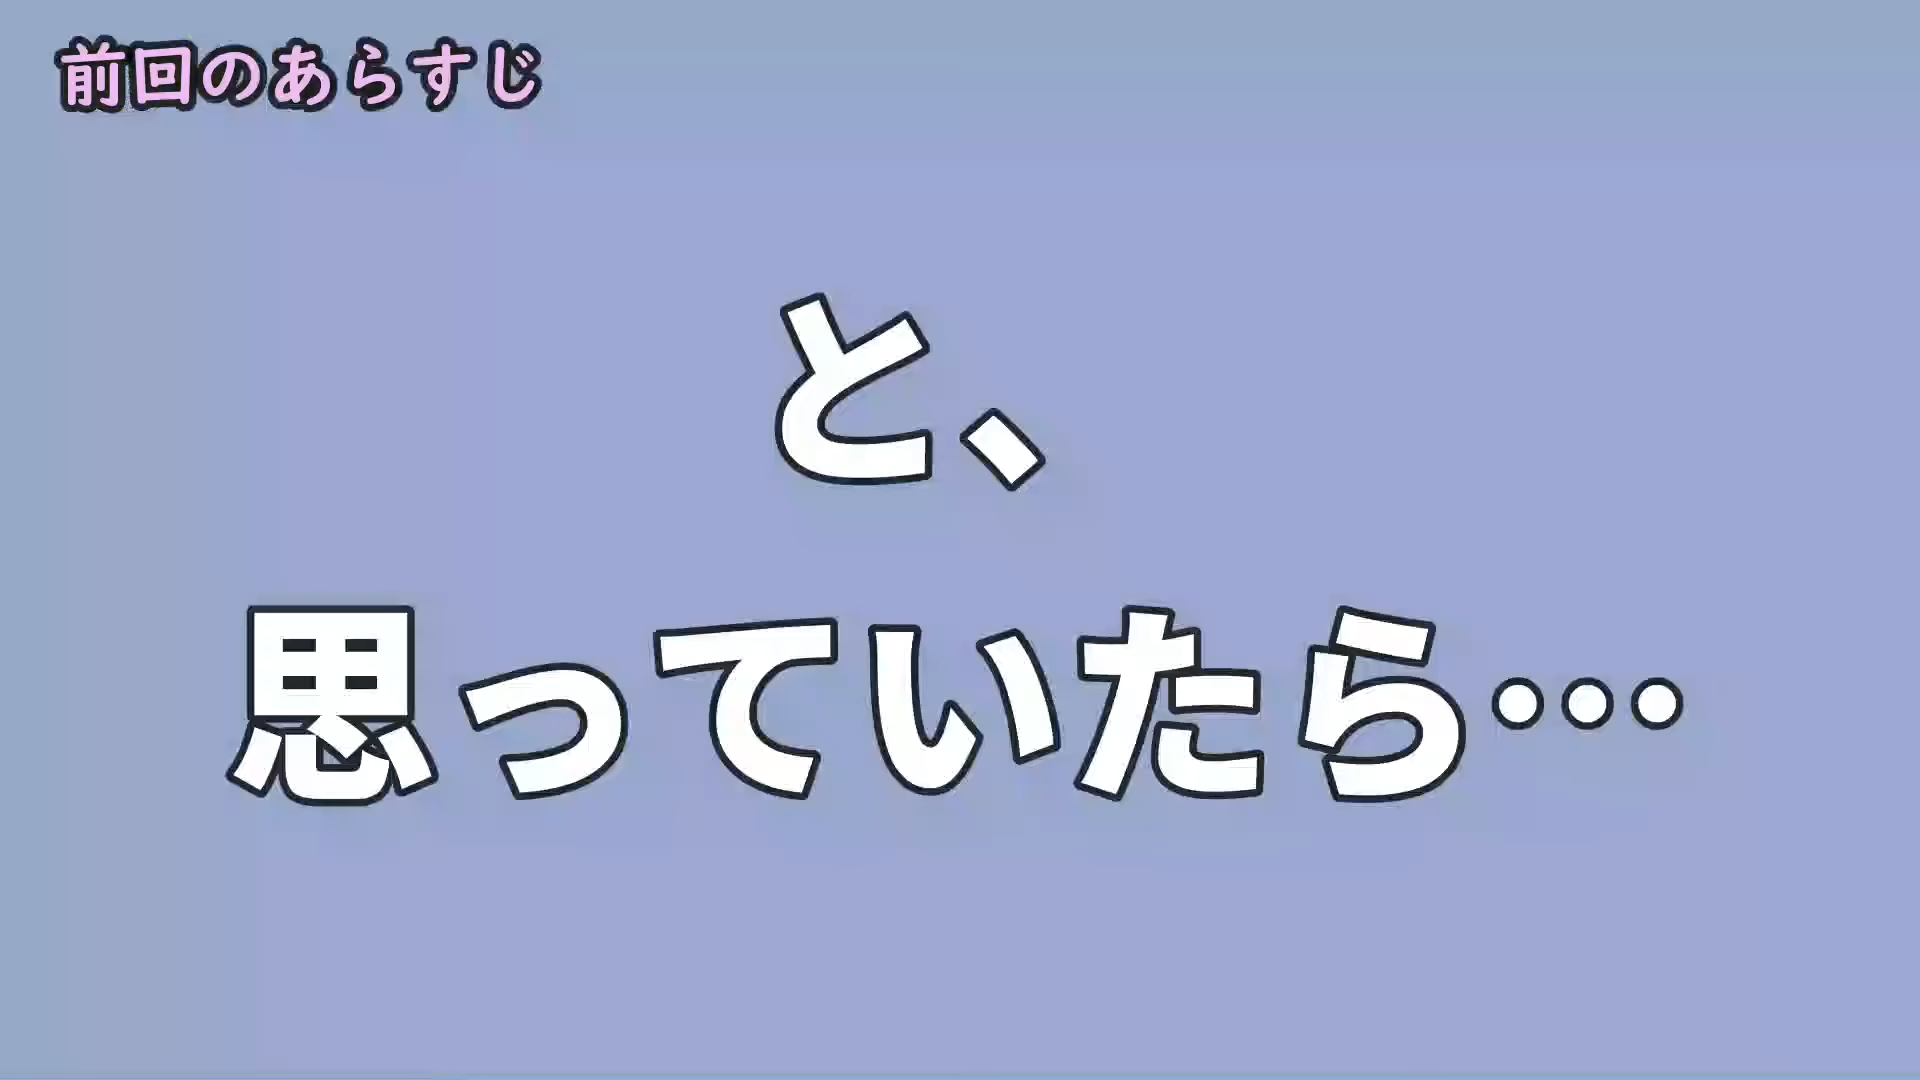 前回のあらすじ
と、
思っていたら…